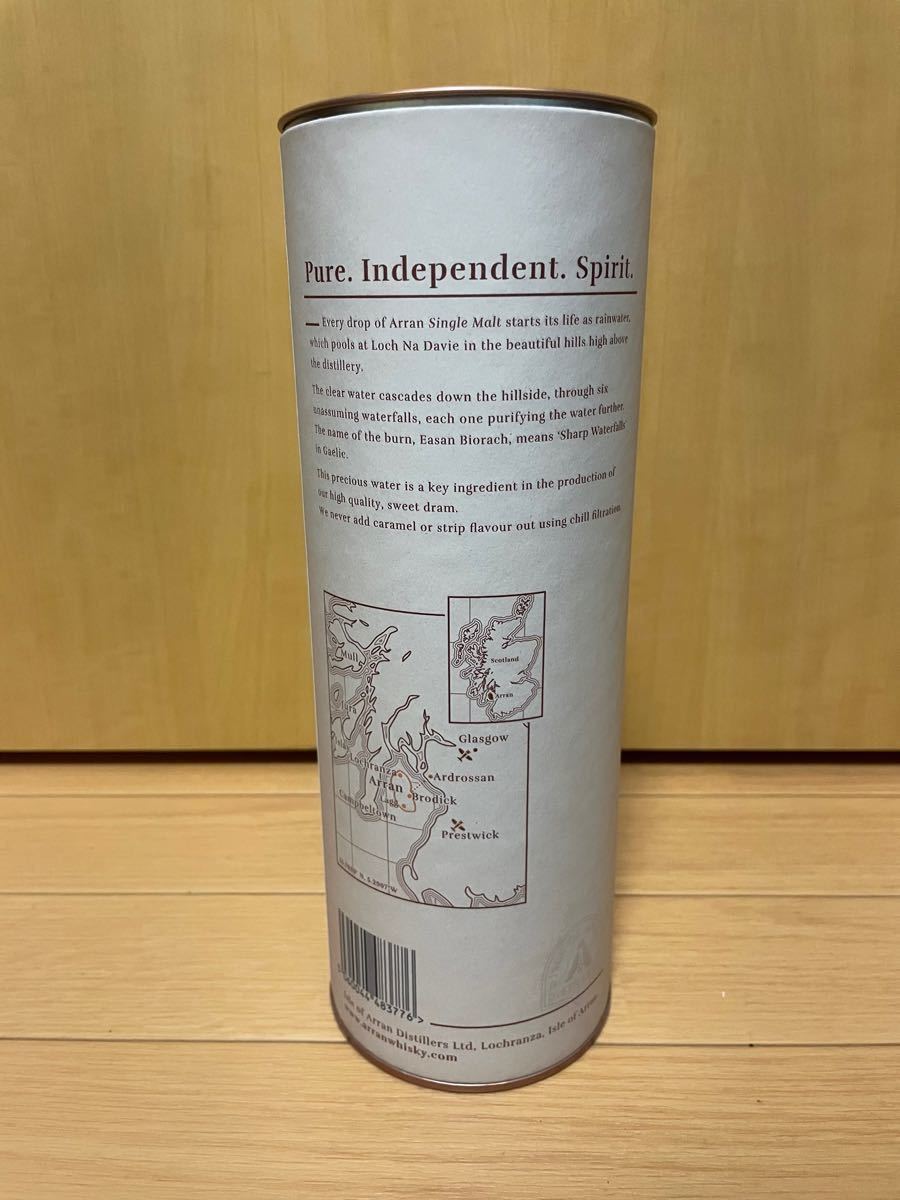 Pure. Independent. Spirit.
Every drop of Arran Single Malt starts its life as rainwater,
which pools at Loch Na Davie in the beautiful hills high above
the distillery.
The clear water cascades down the hillside, through six
unassuming waterfalls, each one purifying the water further.
The name of the burn, Easan Biorach, means 'Sharp Waterfalls'
in Gaelic.
This precious water is a key ingredient in the production of
our high quality, sweet dram.
We never add caramel or strip flavour out using chill filtration.
Scotland
Arran
Mull
Jura
Glasgow
Lochranza
Ardrossan
Arran
Brodick
Lagg
Campbeltown
Prestwick
483776 >
Isle of Arran Distillers Ltd, Lochranza, Isle of Arran
www.arranwhisky.com